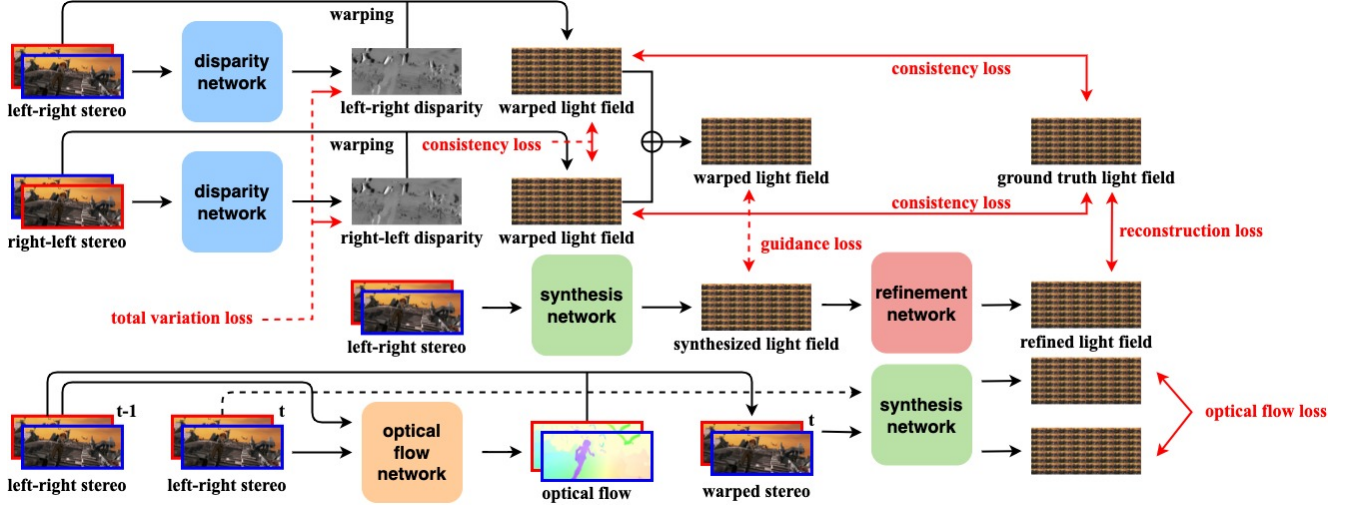 warping
disparity
network
left-right stereo
left-right disparity
warped light field
consistency loss
warping
consistency loss
disparity
network
right-left stereo
right-left disparity
warped light field
warped light field
ground truth light field
consistency loss
guidance loss
reconstruction loss
total variation loss
left-right stereo
synthesis
network
synthesized light field
refinement
network
refined light field
t-1
left-right stereo
t
left-right stereo
optical
flow
network
optical flow
t
warped stereo
synthesis
network
optical flow loss